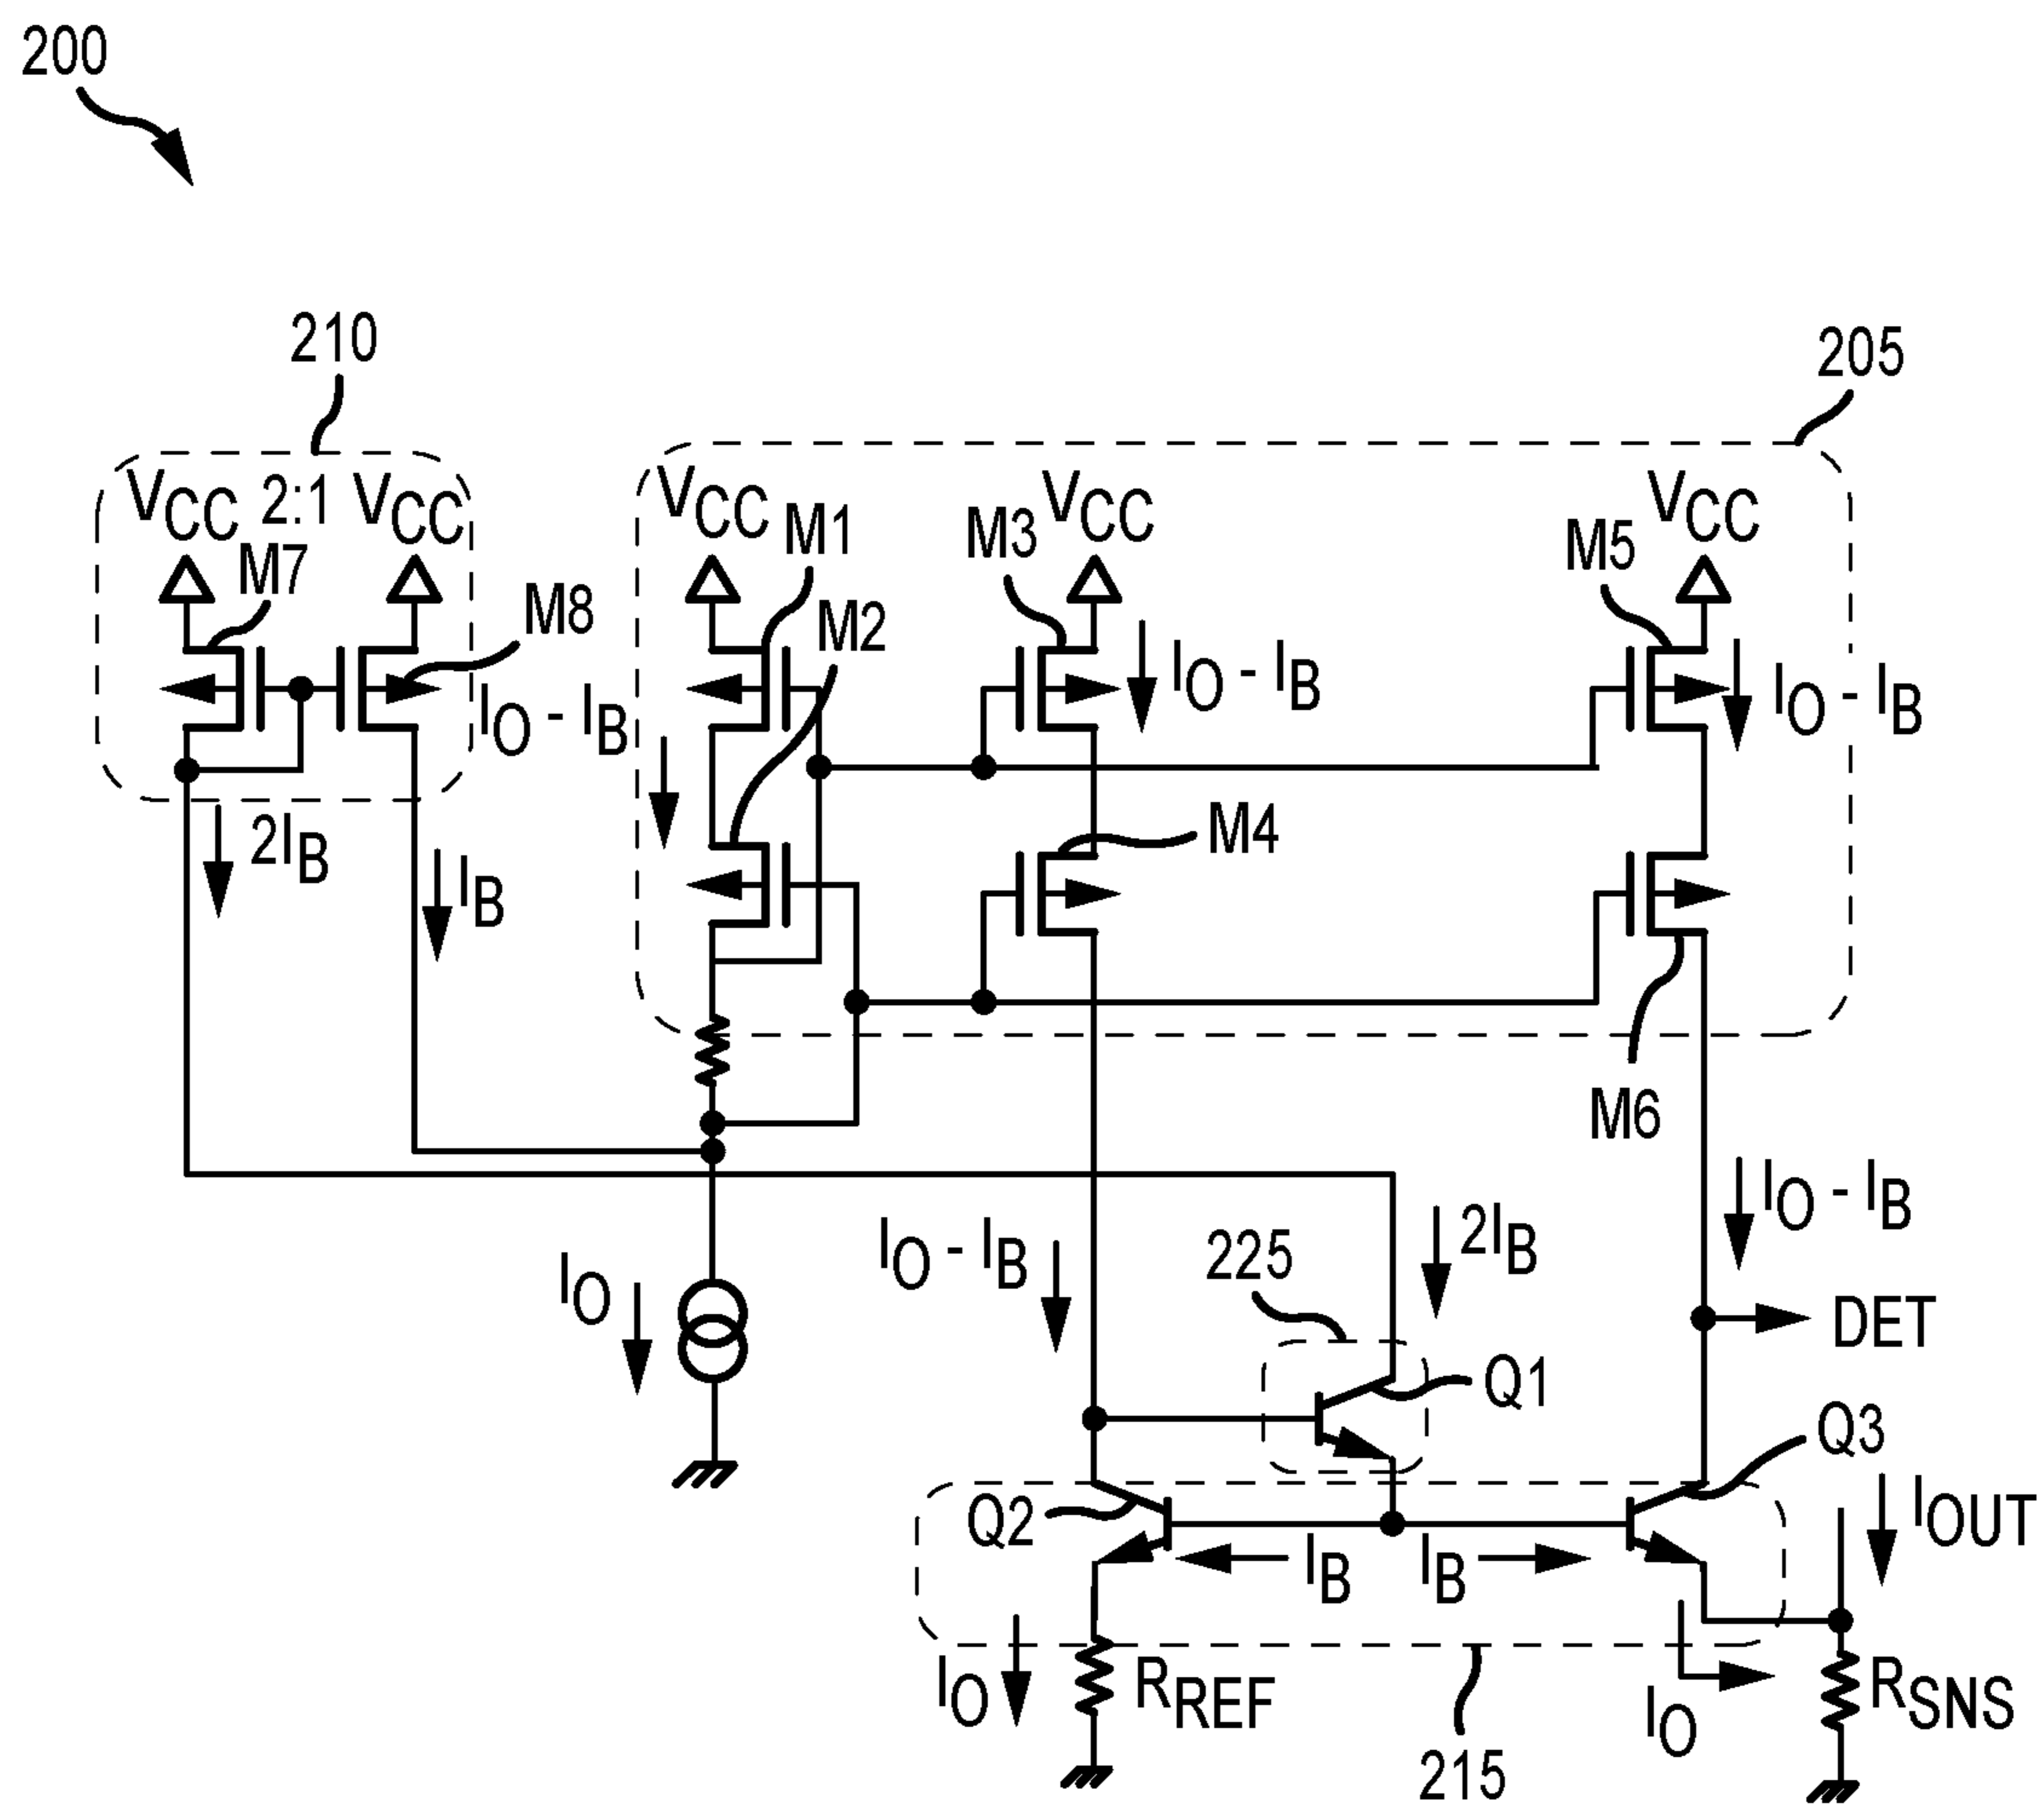 200
210
205
VCC 2:1 VCC
VCC
M1
M3
VCC
M5
VCC
M7
M8
M2
IO - IB
IO - IB
IO - IB
2IB
IB
M4
M6
IO
IO - IB
225
2IB
IO - IB
DET
Q1
Q3
Q2
IB
IB
IOUT
IO
RREF
IO
RSNS
215